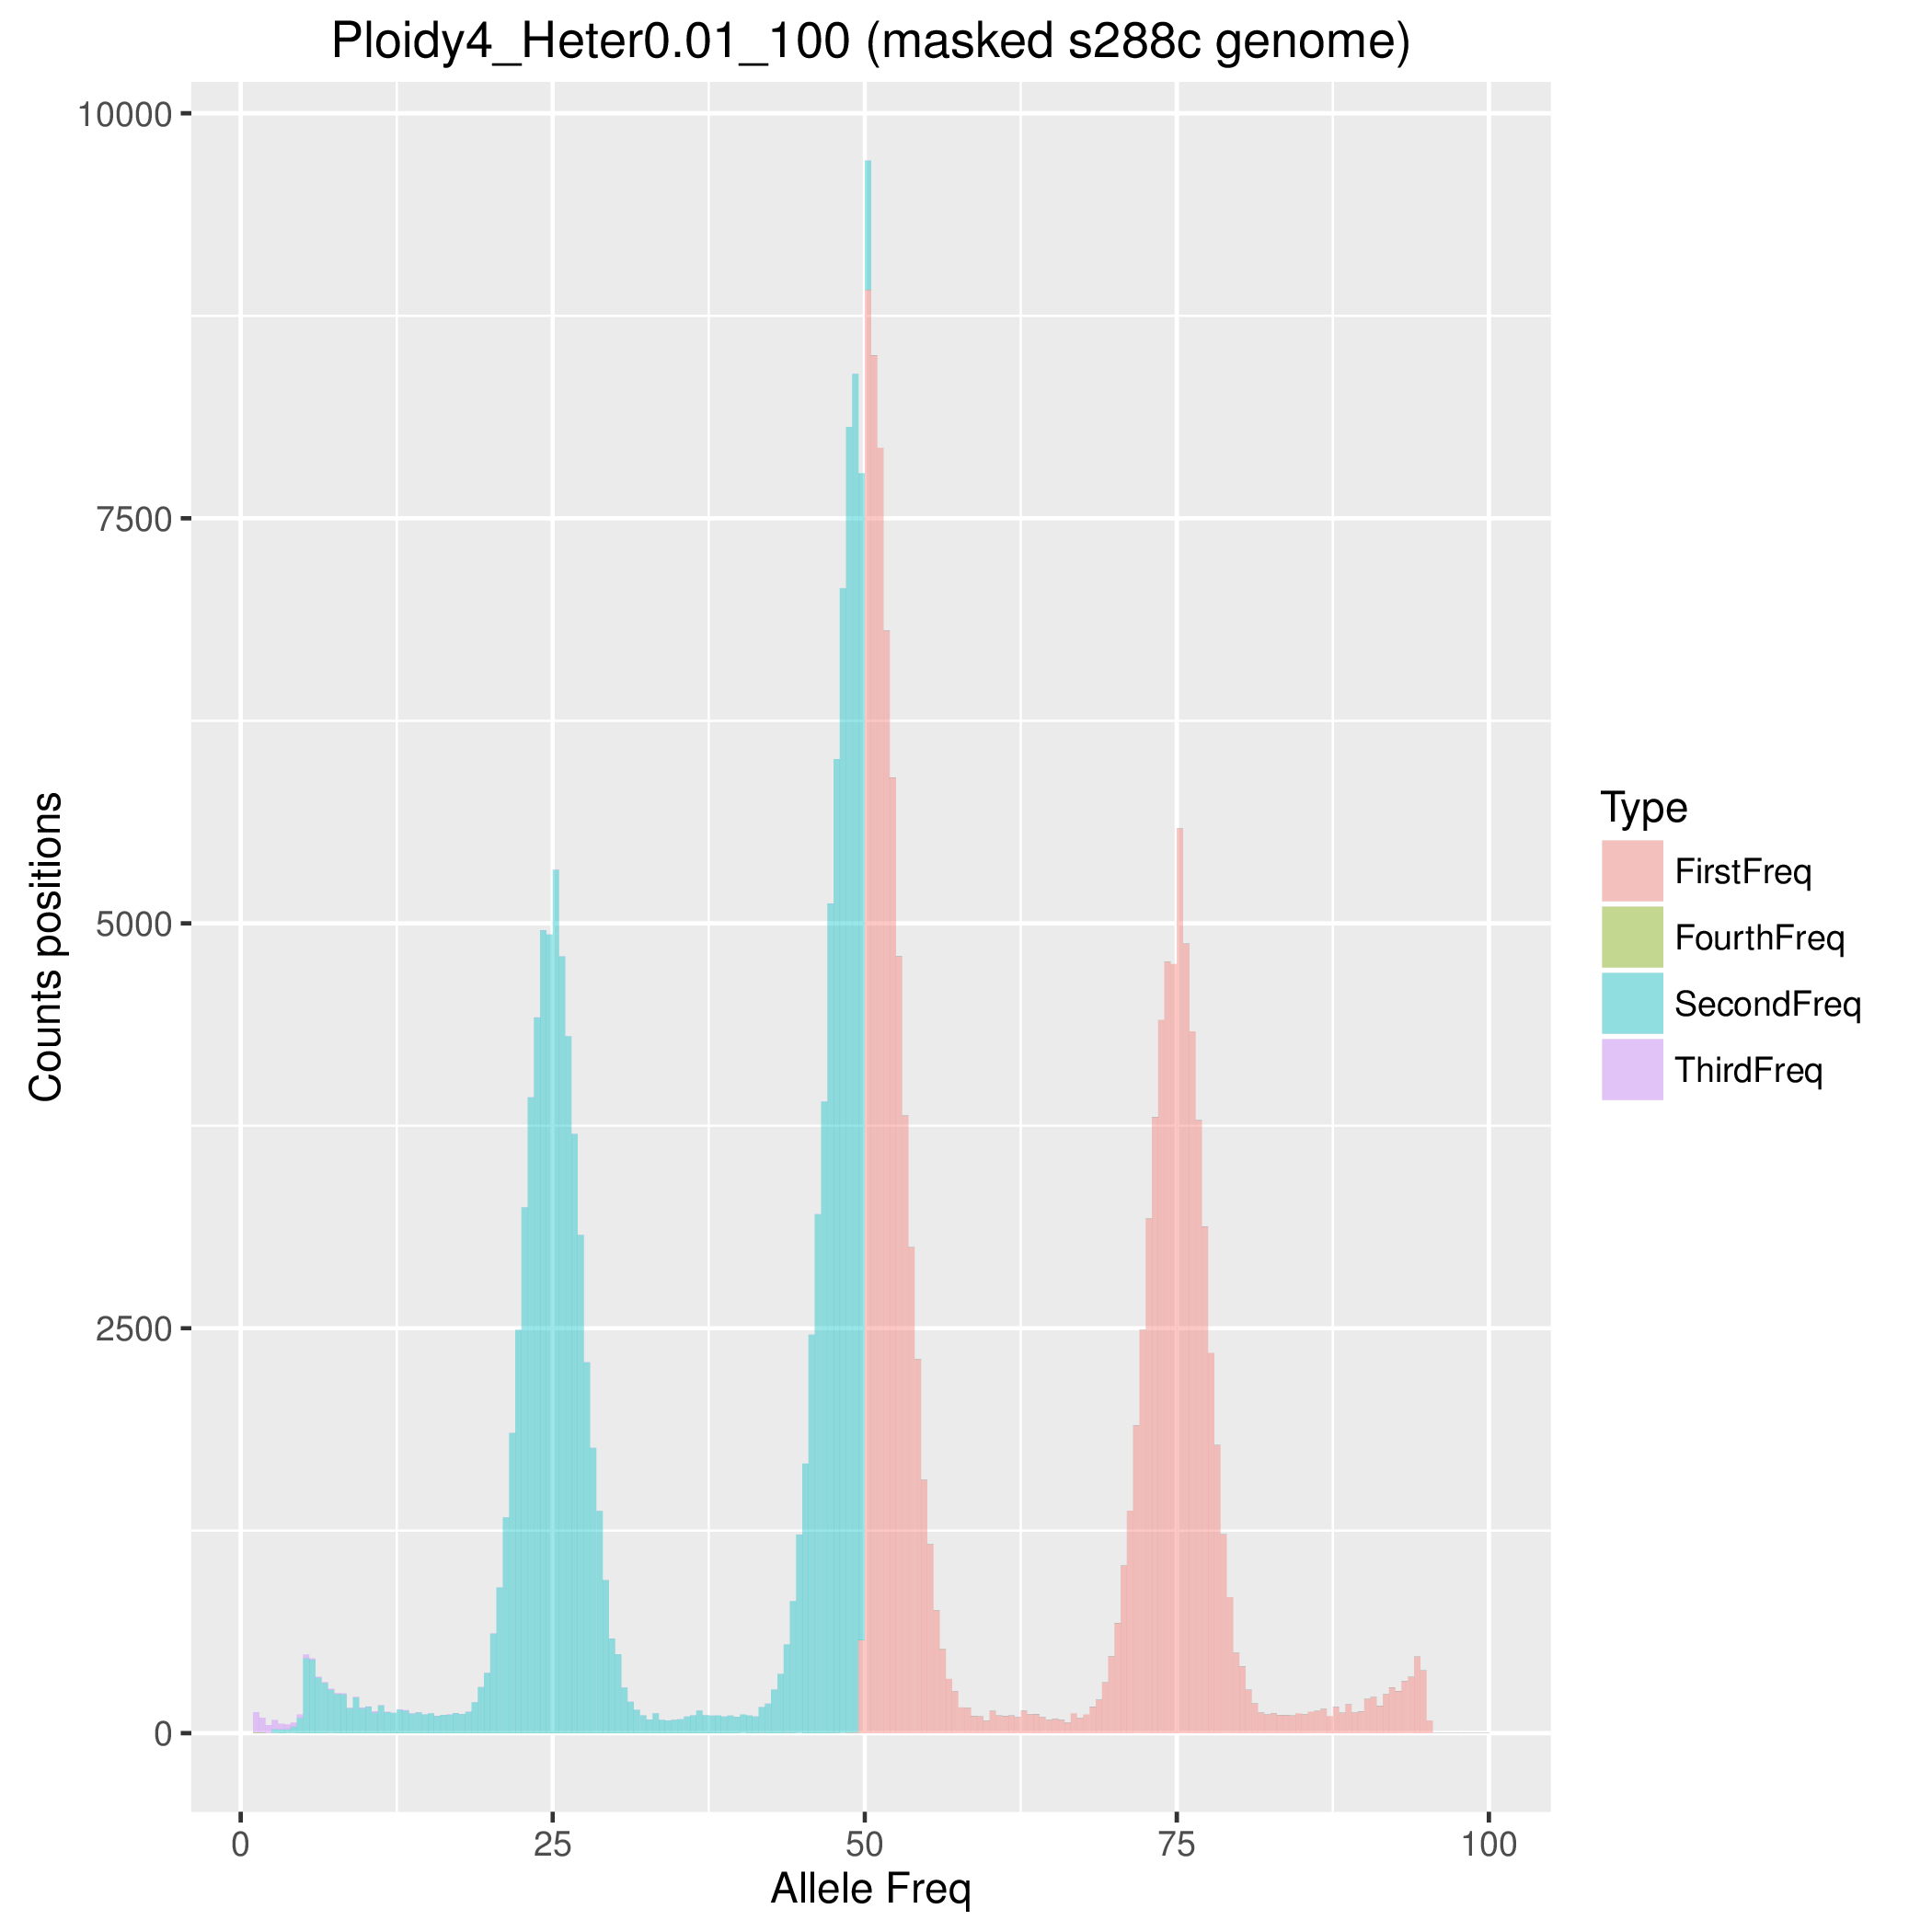 Ploidy4_Heter0.01_100 (masked s288c genome)
Counts positions
10000
7500
5000
2500
0
0 25 50 75 100
Allele Freq
Type
FirstFreq
FourthFreq
SecondFreq
ThirdFreq